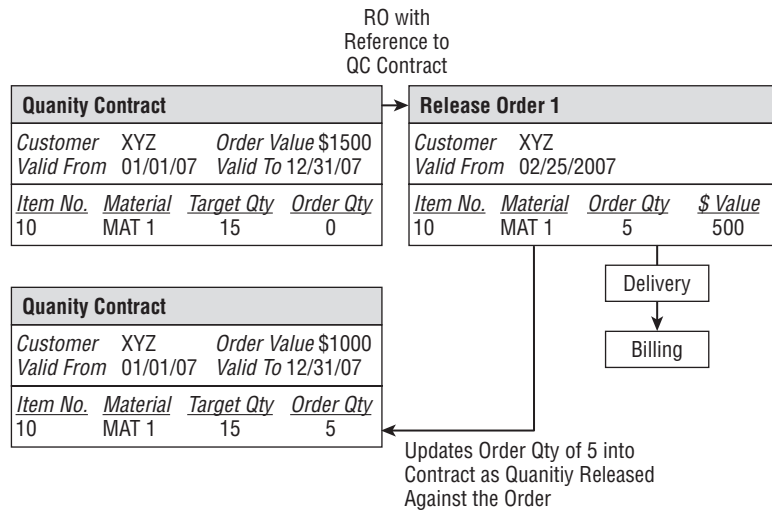 RO with
Reference to
QC Contract
Quanity Contract
Customer XYZ Order Value $1500
Valid From 01/01/07 Valid To 12/31/07
Item No. Material Target Qty Order Qty
10 MAT 1 15 0
Release Order 1
Customer XYZ
Valid From 02/25/2007
Item No. Material Order Qty $ Value
10 MAT 1 5 500
Delivery
Billing
Quanity Contract
Customer XYZ Order Value $1000
Valid From 01/01/07 Valid To 12/31/07
Item No. Material Target Qty Order Qty
10 MAT 1 15 5
Updates Order Qty of 5 into
Contract as Quanitiy Released
Against the Order